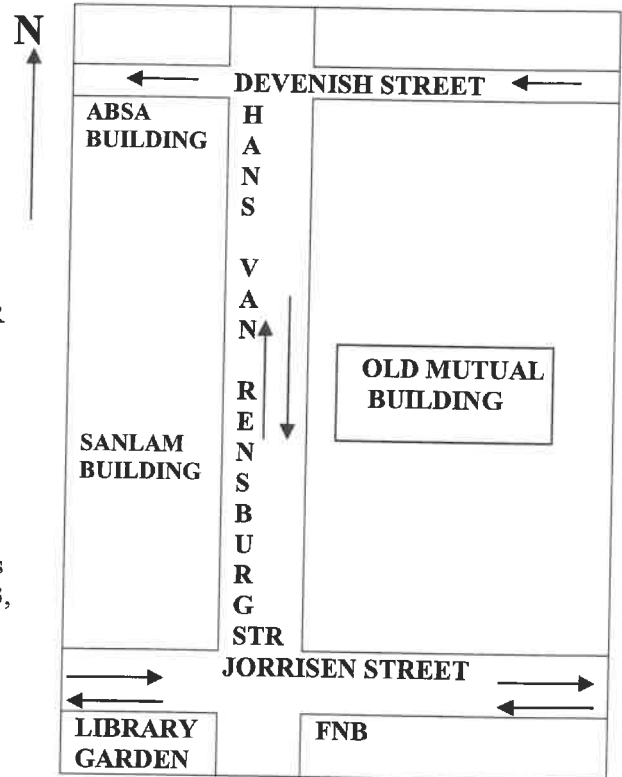 N
DEVENISH STREET
ABSA
BUILDING
HANS VAN RENSBURG STR
OLD MUTUAL
BUILDING
SANLAM
BUILDING
JORRISEN STREET
LIBRARY
GARDEN
FNB